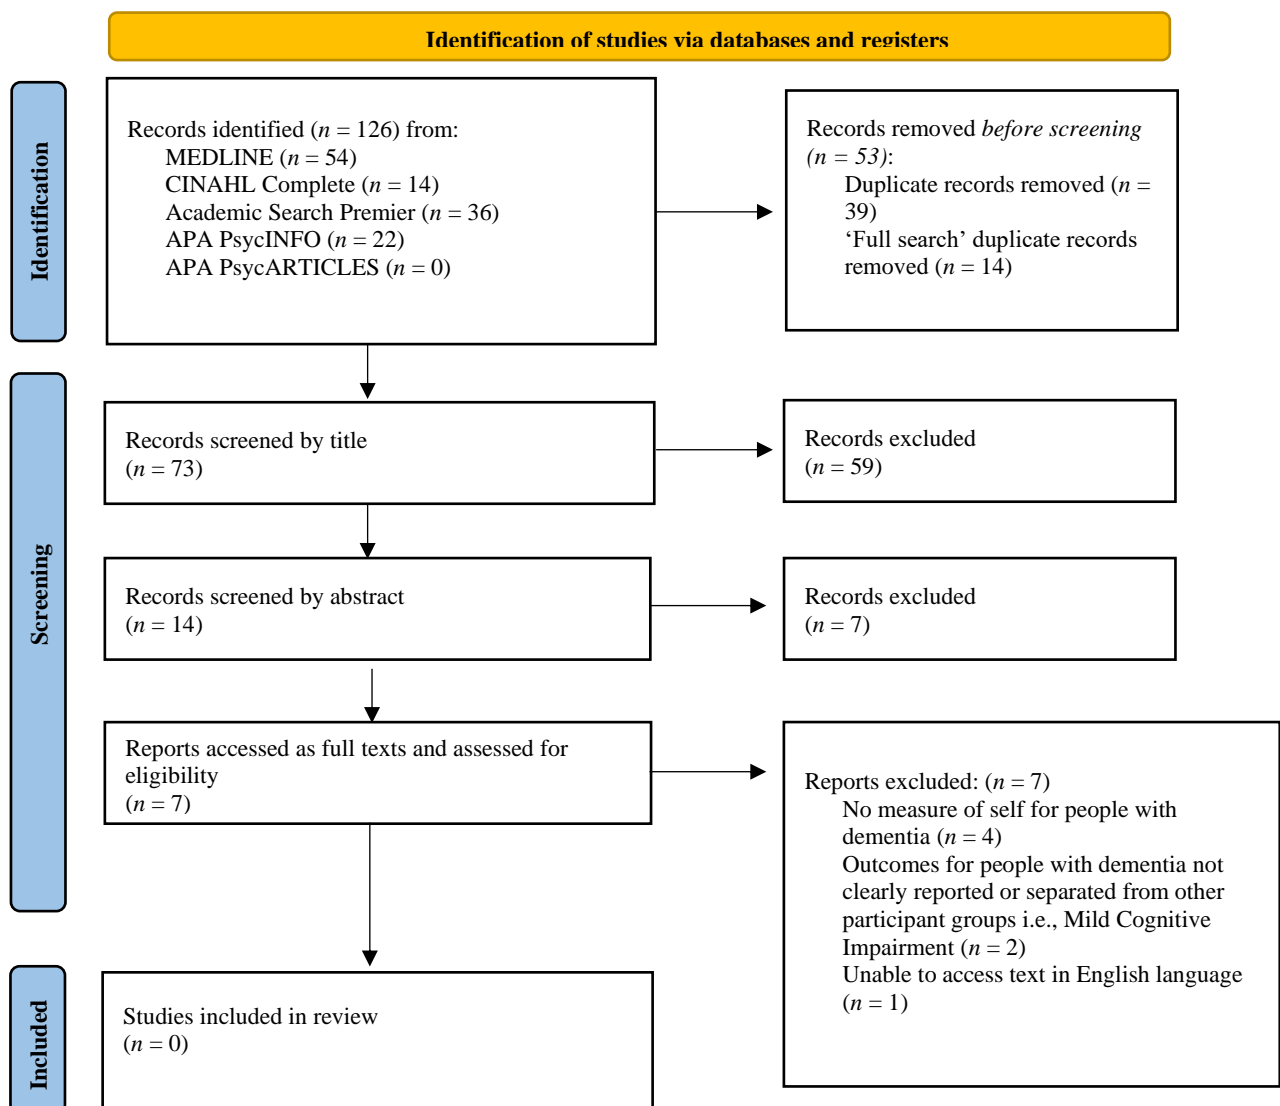 Identification of studies via databases and registers
Identification
Records identified (n = 126) from:
MEDLINE (n = 54)
CINAHL Complete (n = 14)
Academic Search Premier (n = 36)
APA PsycINFO (n = 22)
APA PsycARTICLES (n = 0)
Records removed before screening
(n = 53):
Duplicate records removed (n =
39)
‘Full search’ duplicate records
removed (n = 14)
Screening
Records screened by title
(n = 73)
Records excluded
(n = 59)
Records screened by abstract
(n = 14)
Records excluded
(n = 7)
Reports accessed as full texts and assessed for
eligibility
(n = 7)
Reports excluded: (n = 7)
No measure of self for people with
dementia (n = 4)
Outcomes for people with dementia not
clearly reported or separated from other
participant groups i.e., Mild Cognitive
Impairment (n = 2)
Unable to access text in English language
(n = 1)
Included
Studies included in review
(n = 0)